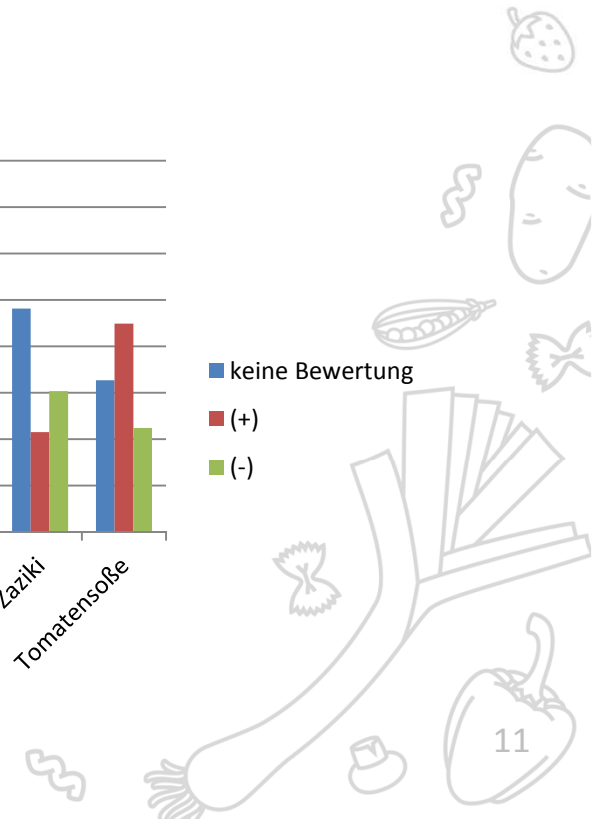 keine Bewertung
(+)
(-)
Zaziki
Tomatensoße
11